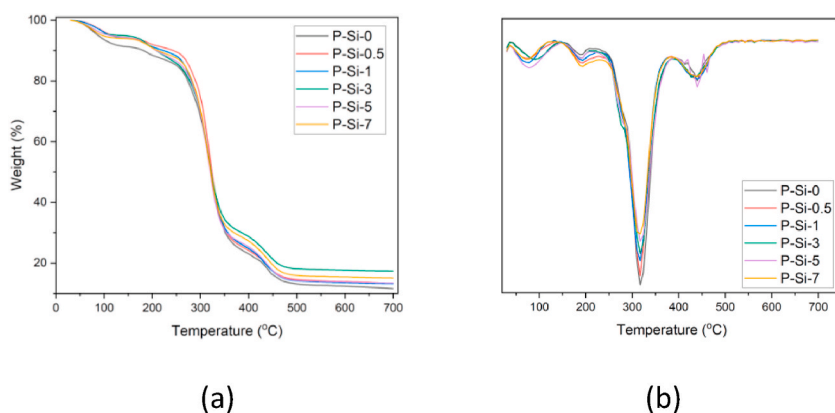 100
80
60
40
20
Weight (%)
0 100 200 300 400 500 600 700
Temperature (°C)
P-Si-0
P-Si-0.5
P-Si-1
P-Si-3
P-Si-5
P-Si-7
(a)
P-Si-0
P-Si-0.5
P-Si-1
P-Si-3
P-Si-5
P-Si-7
100 200 300 400 500 600 700
Temperature (°C)
(b)